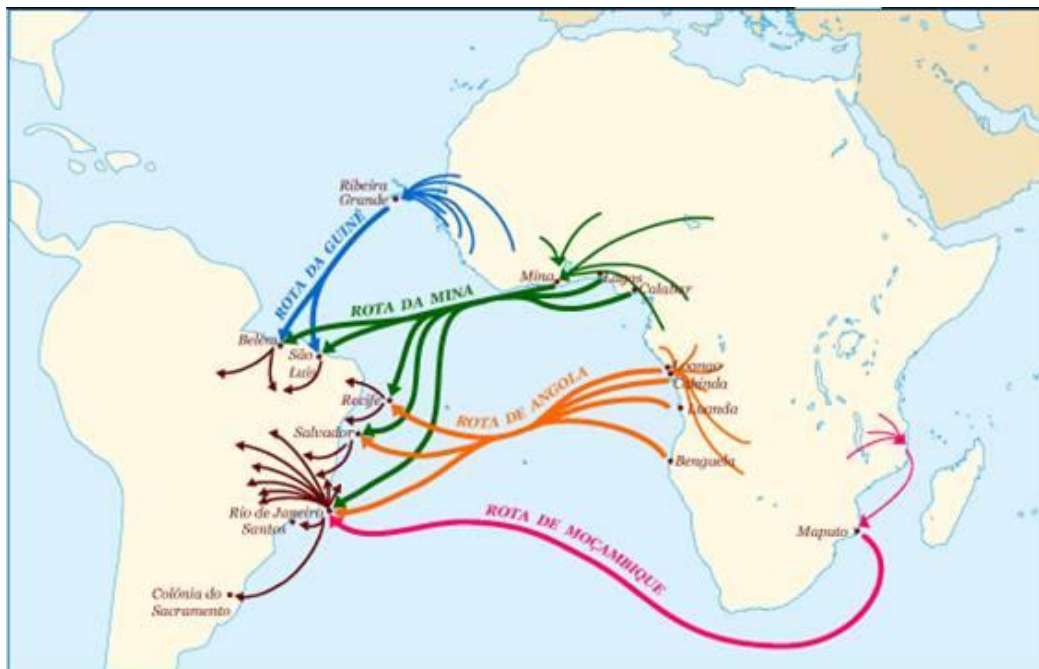 Ribeira
Grande
ROTA DA GUINÉ
Mina
Lagos
Calabar
ROTA DA MINA
Belém
São
Luís
Loango
Cabinda
Recife
ROTA DE ANGOLA
Luanda
Salvador
Benguela
Rio de Janeiro
Santos
ROTA DE MOÇAMBIQUE
Maputo
Colônia do
Sacramento